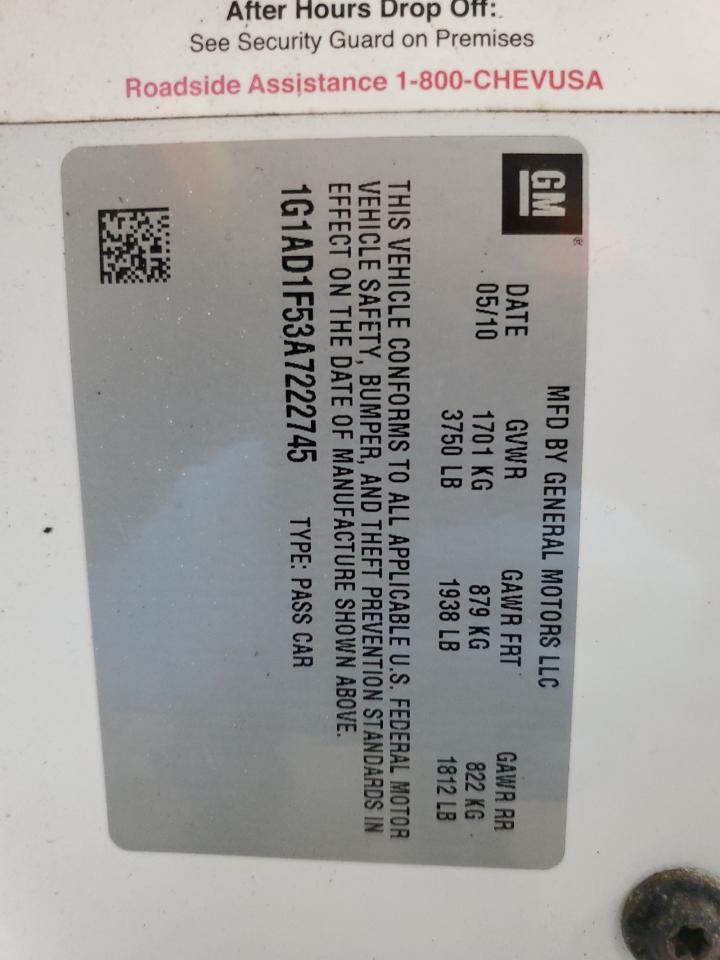 After Hours Drop Off:
See Security Guard on Premises
Roadside Assistance 1-800-CHEVUSA
GM®
MFD BY GENERAL MOTORS LLC
DATE GVWR GAWR FRT GAWR RR
05/10 1701 KG 879 KG 822 KG
3750 LB 1938 LB 1812 LB
THIS VEHICLE CONFORMS TO ALL APPLICABLE U.S. FEDERAL MOTOR
VEHICLE SAFETY, BUMPER, AND THEFT PREVENTION STANDARDS IN
EFFECT ON THE DATE OF MANUFACTURE SHOWN ABOVE.
1G1AD1F53A7222745 TYPE: PASS CAR